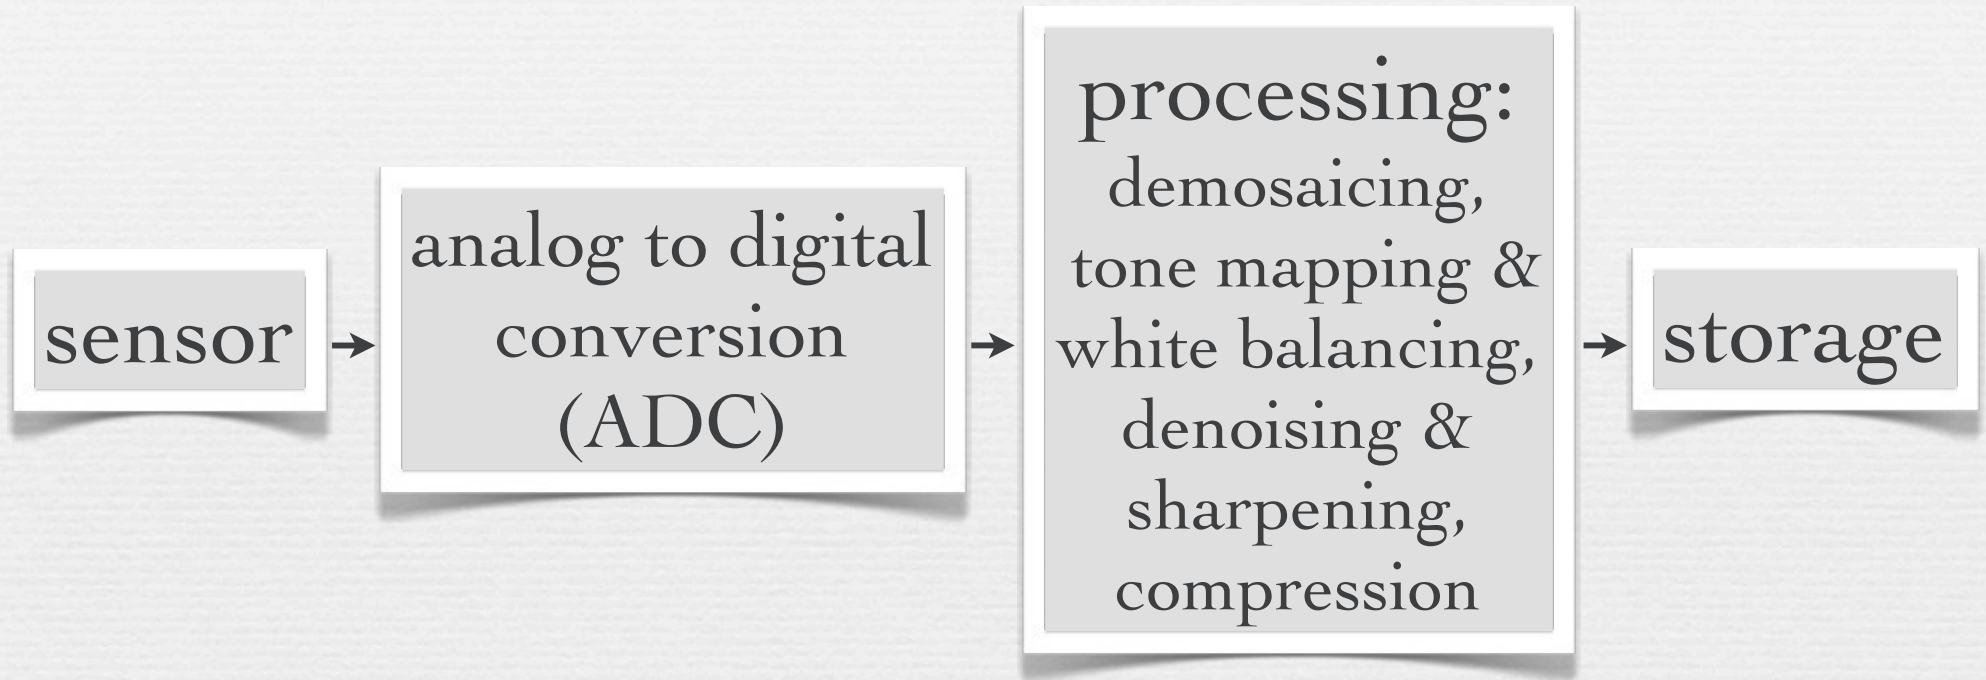 sensor
analog to digital
conversion
(ADC)
processing:
demosaicing,
tone mapping &
white balancing,
denoising &
sharpening,
compression
storage